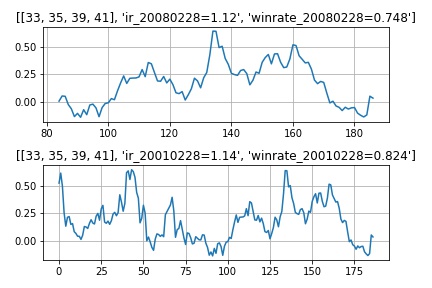 [[33, 35, 39, 41], 'ir_20080228=1.12', 'winrate_20080228=0.748']
0.50
0.25
0.00
80 100 120 140 160 180
[[33, 35, 39, 41], 'ir_20010228=1.14', 'winrate_20010228=0.824']
0.50
0.25
0.00
0 25 50 75 100 125 150 175